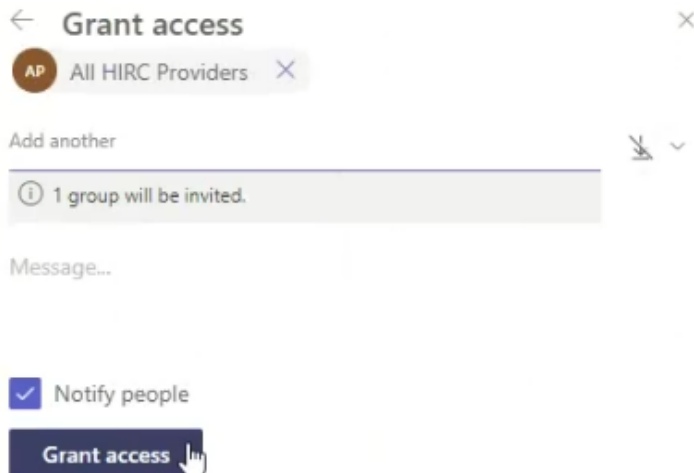 Grant access
AP All HIRC Providers
Add another
1 group will be invited.
Message...
Notify people
Grant access